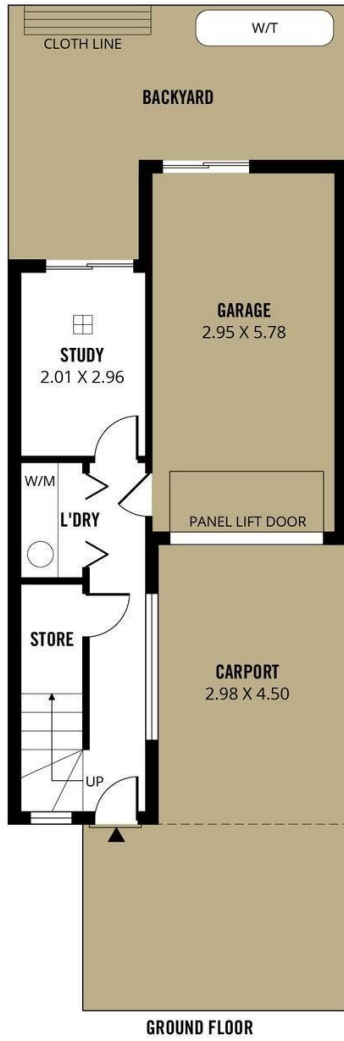 CLOTH LINE
W/T
BACKYARD
GARAGE
2.95 X 5.78
STUDY
2.01 X 2.96
W/M
L'DRY
PANEL LIFT DOOR
STORE
CARPORT
2.98 X 4.50
UP
GROUND FLOOR